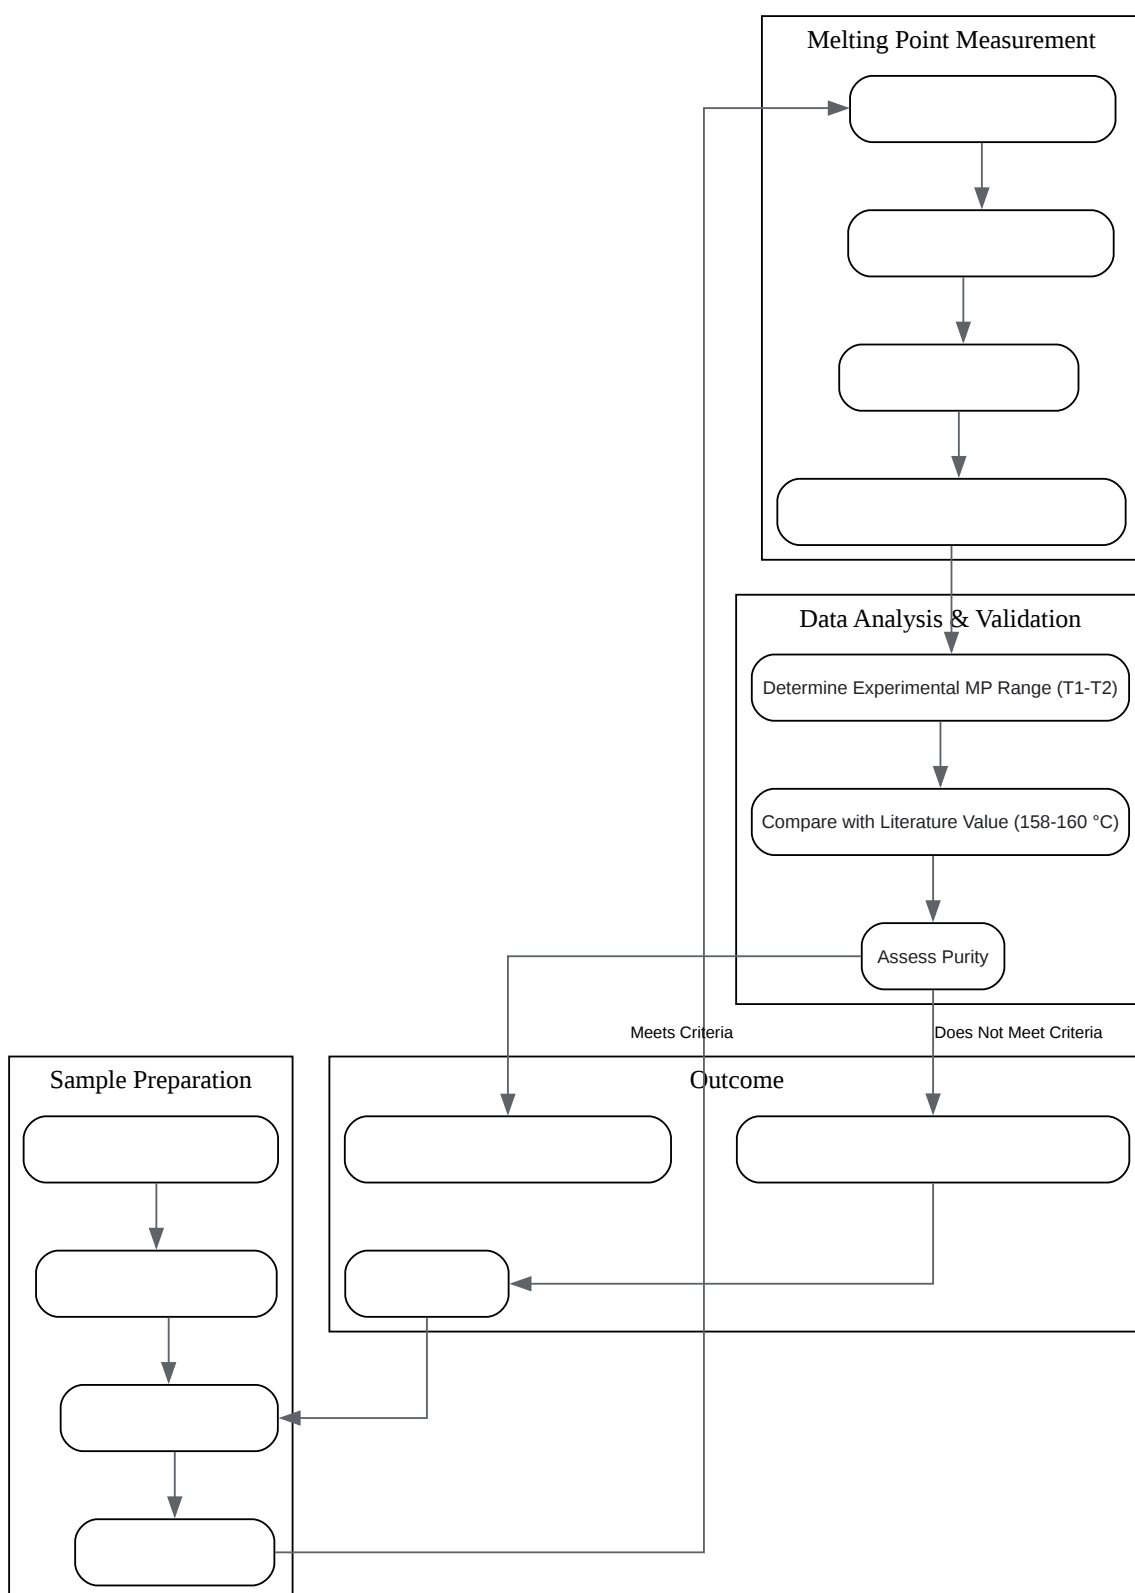 Melting Point Measurement
Data Analysis & Validation
Determine Experimental MP Range (T1-T2)
Compare with Literature Value (158-160 °C)
Assess Purity
Meets Criteria
Does Not Meet Criteria
Sample Preparation
Outcome